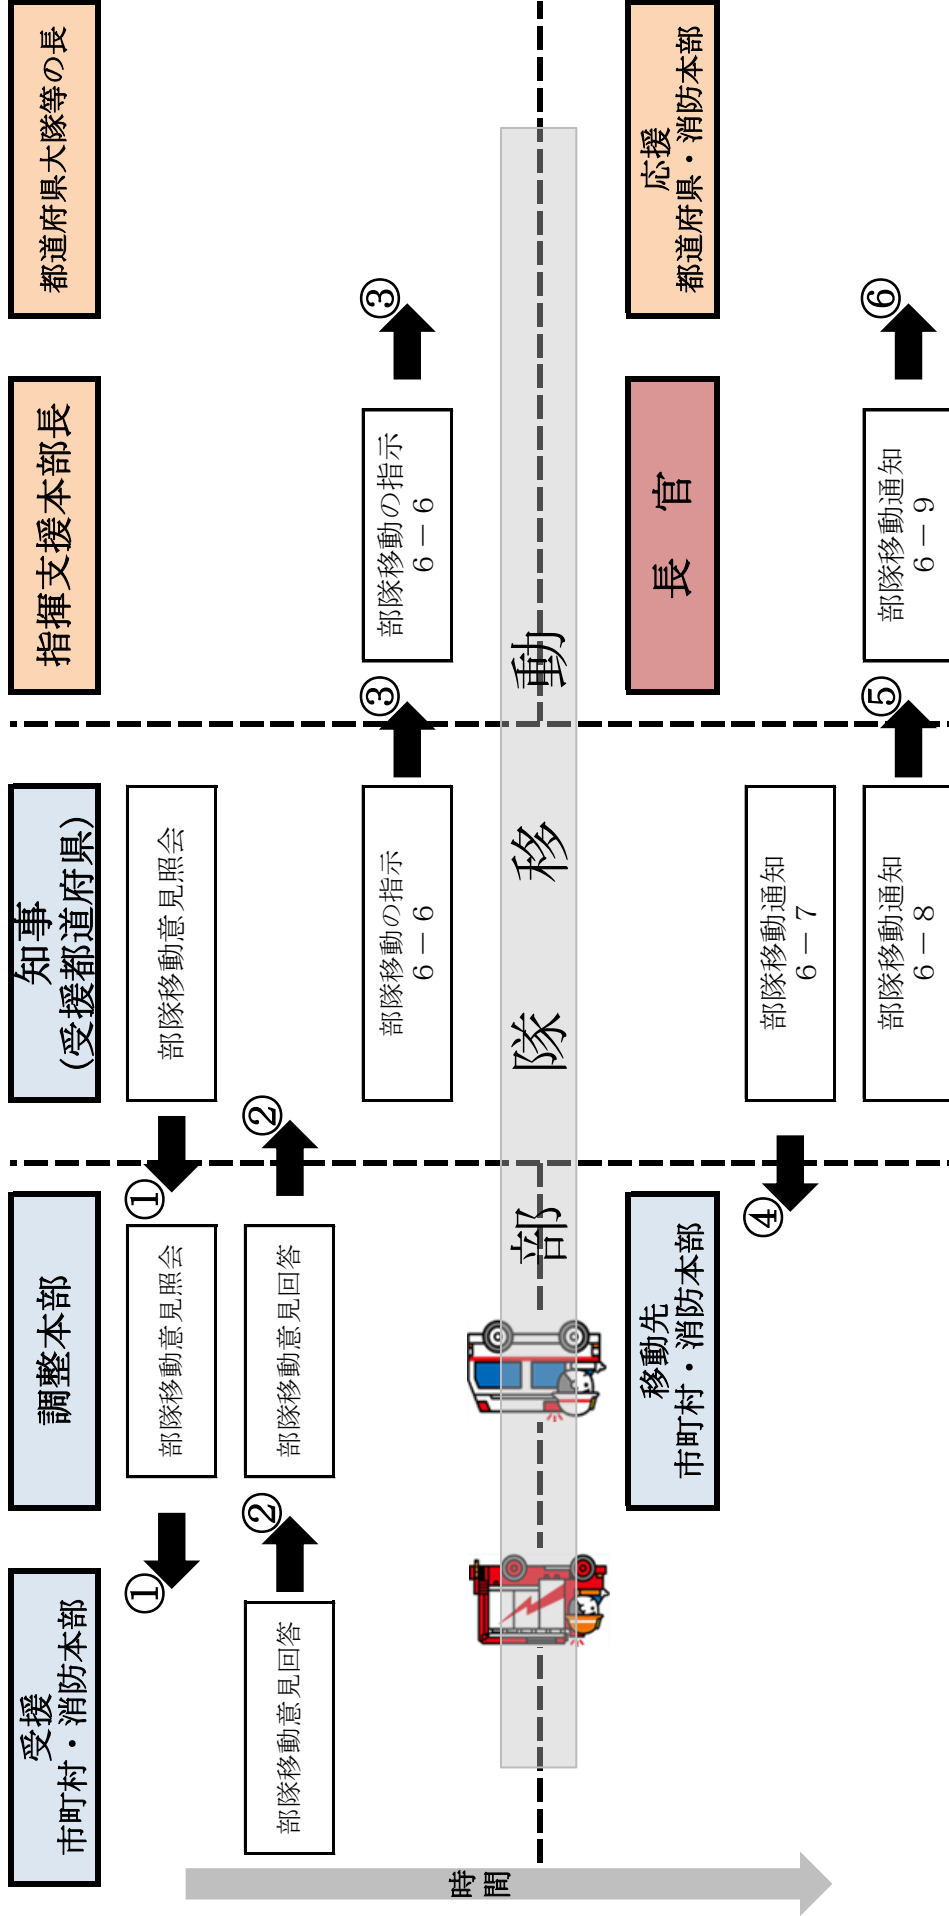 受援
市町村・消防本部
調整本部
知事
（受援都道府県）
指揮支援本部長
都道府県大隊等の長
①
部隊移動意見照会
①
部隊移動意見照会
部隊移動意見回答
②
部隊移動意見回答
②
部隊移動の指示
６－６
③
部隊移動の指示
６－６
③
時
間
部 隊 移 動
移動先
市町村・消防本部
長 官
応援
都道府県・消防本部
④
部隊移動通知
６－７
部隊移動通知
６－８
⑤
部隊移動通知
６－９
⑥